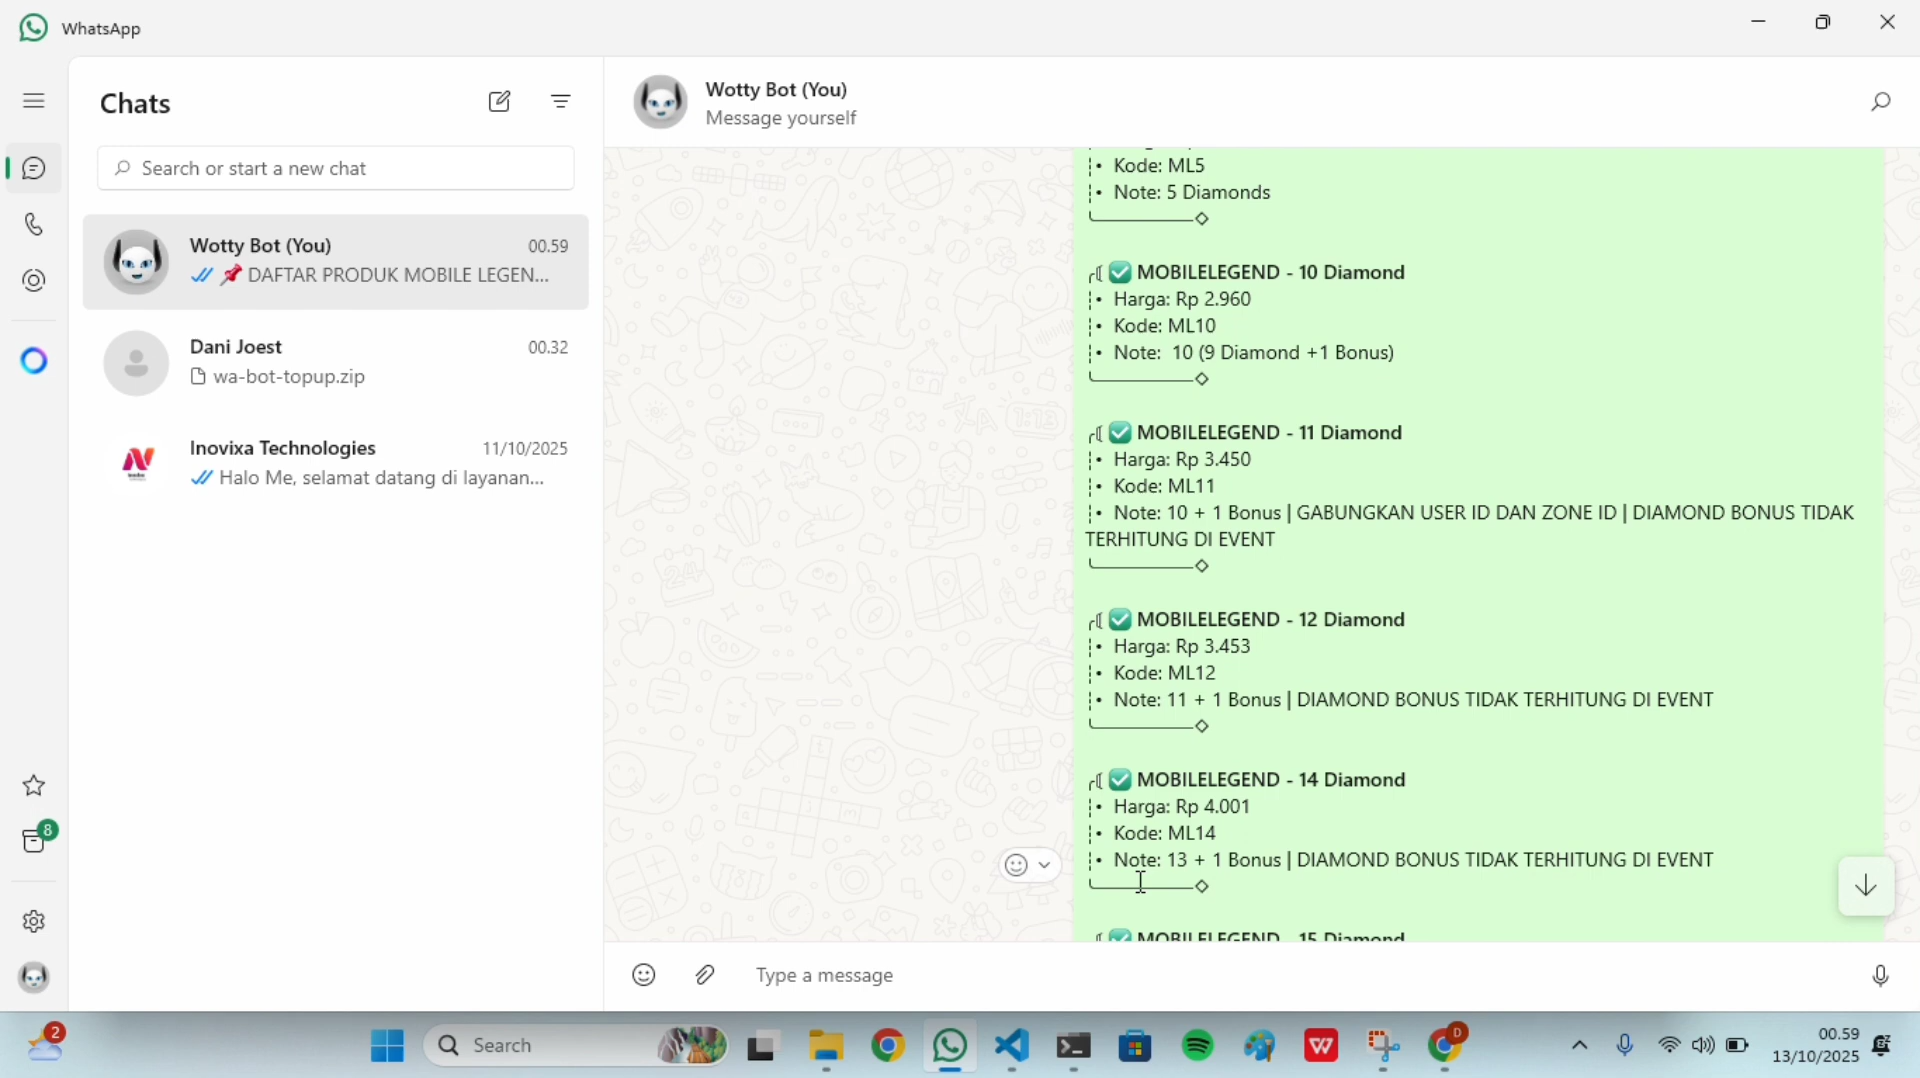 WhatsApp
Chats
Search or start a new chat
Wotty Bot (You)
00.59
📌 DAFTAR PRODUK MOBILE LEGEN...
Dani Joest
00.32
wa-bot-topup.zip
Inovixa Technologies
11/10/2025
Halo Me, selamat datang di layanan...
8
Wotty Bot (You)
Message yourself
• Kode: ML5
• Note: 5 Diamonds
✅ MOBILELEGEND - 10 Diamond
• Harga: Rp 2.960
• Kode: ML10
• Note: 10 (9 Diamond +1 Bonus)
✅ MOBILELEGEND - 11 Diamond
• Harga: Rp 3.450
• Kode: ML11
• Note: 10 + 1 Bonus | GABUNGKAN USER ID DAN ZONE ID | DIAMOND BONUS TIDAK
TERHITUNG DI EVENT
✅ MOBILELEGEND - 12 Diamond
• Harga: Rp 3.453
• Kode: ML12
• Note: 11 + 1 Bonus | DIAMOND BONUS TIDAK TERHITUNG DI EVENT
✅ MOBILELEGEND - 14 Diamond
• Harga: Rp 4.001
• Kode: ML14
• Note: 13 + 1 Bonus | DIAMOND BONUS TIDAK TERHITUNG DI EVENT
✅ MOBILELEGEND - 15 Diamond
Type a message
2
Search
W
D
00.59
13/10/2025